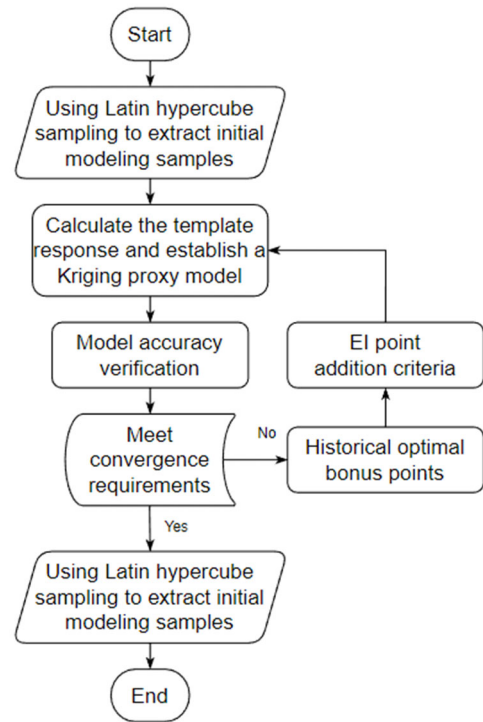 Start
Using Latin hypercube
sampling to extract initial
modeling samples
Calculate the template
response and establish a
Kriging proxy model
Model accuracy
verification
EI point
addition criteria
Meet
convergence
requirements
No
Historical optimal
bonus points
Yes
Using Latin hypercube
sampling to extract initial
modeling samples
End